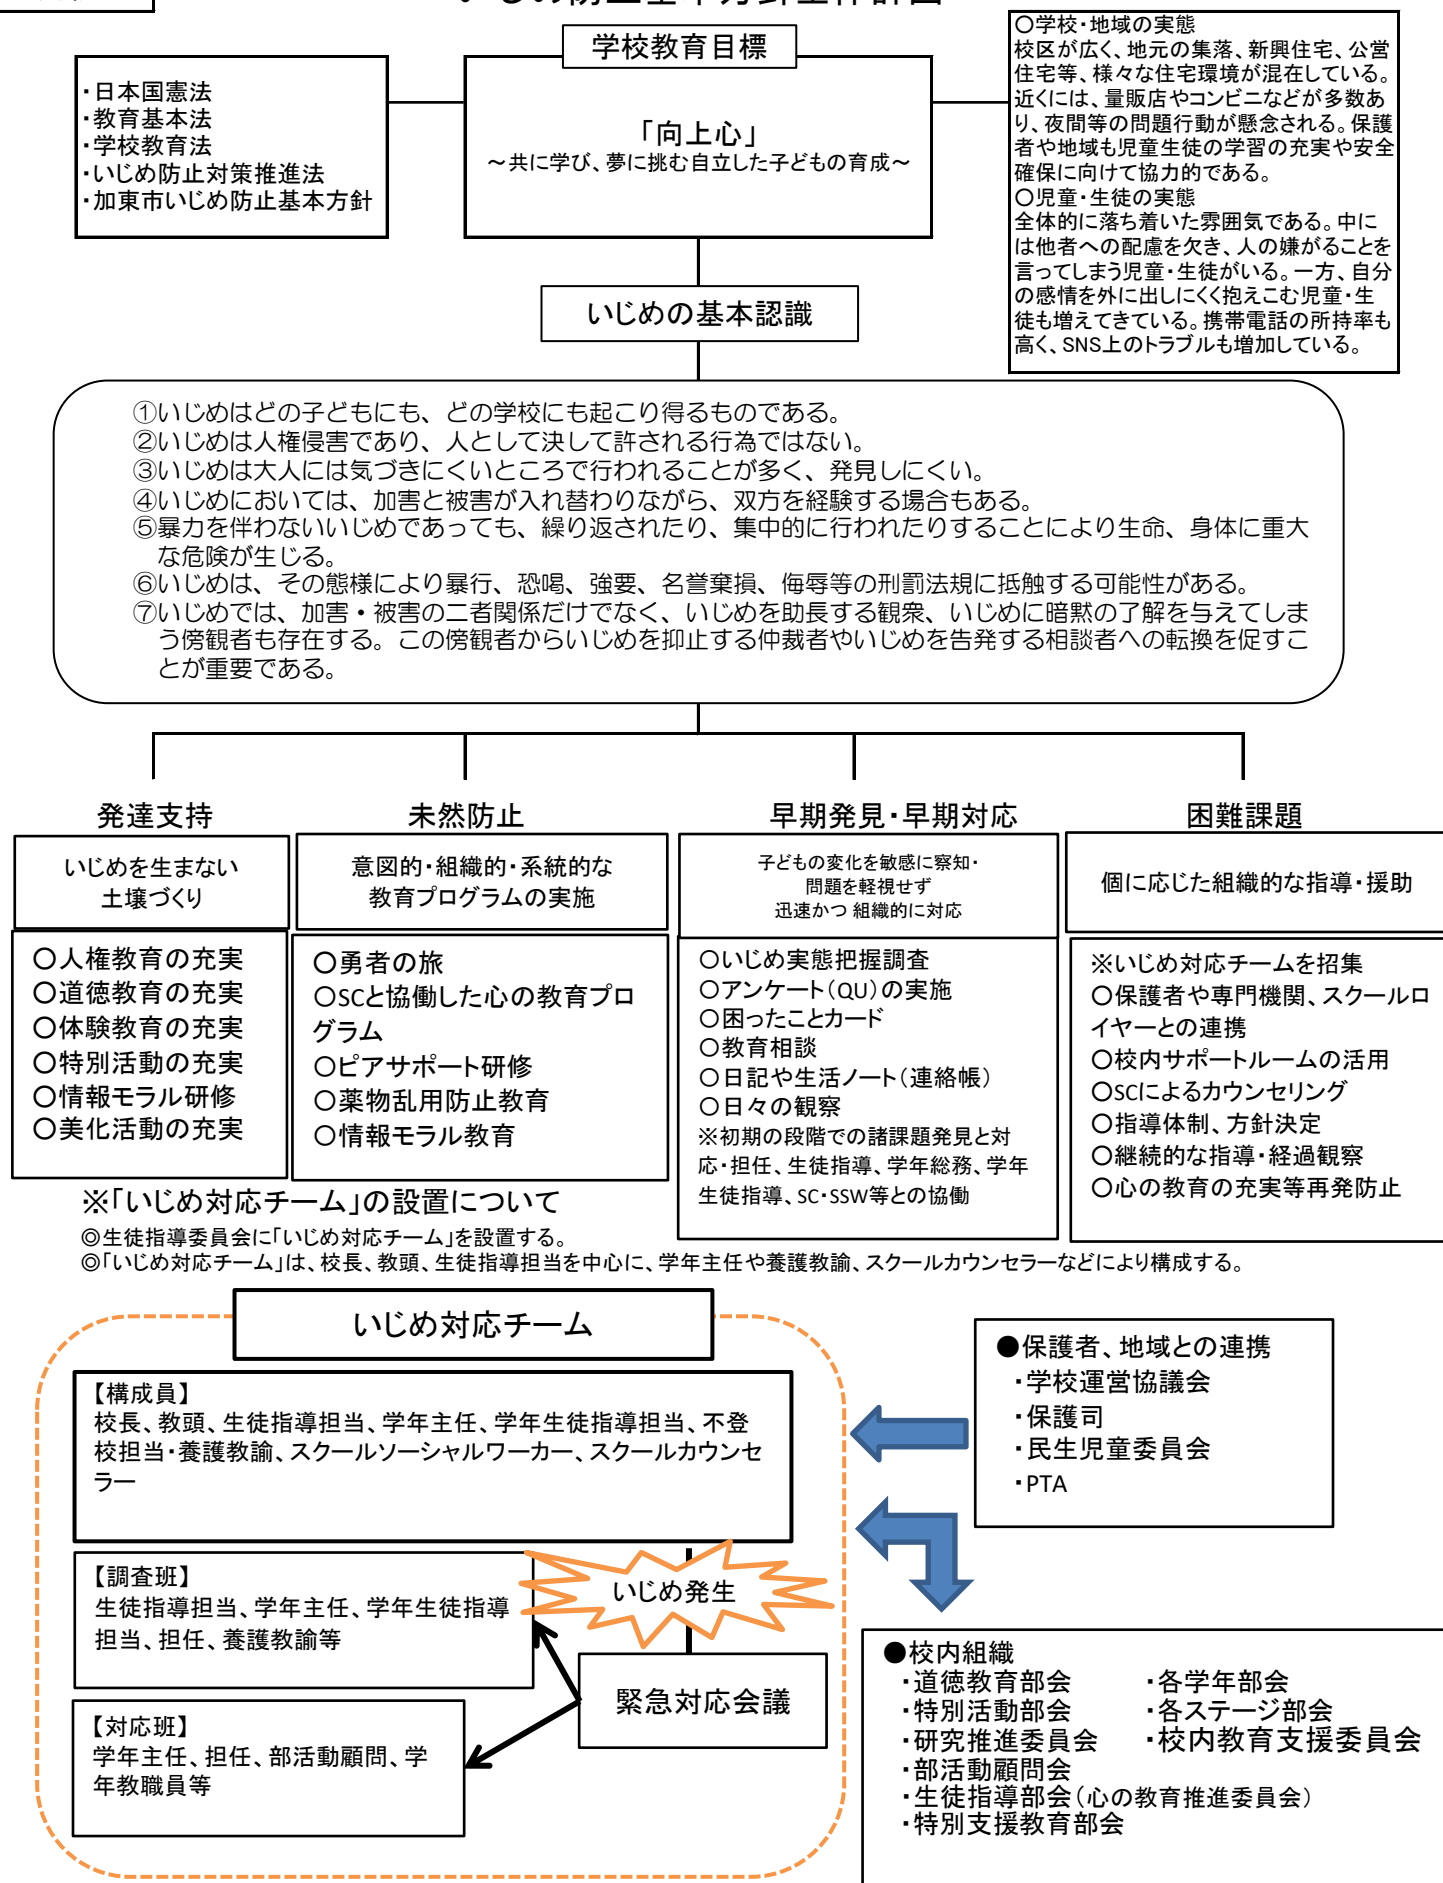 いじめ防止基本方針全体計画
学校教育目標
・日本国憲法
・教育基本法
・学校教育法
・いじめ防止対策推進法
・加東市いじめ防止基本方針
「向上心」
～共に学び、夢に挑む自立した子どもの育成～
○学校・地域の実態
校区が広く、地元の集落、新興住宅、公営
住宅等、様々な住宅環境が混在している。
近くには、量販店やコンビニなどが多数あ
り、夜間等の問題行動が懸念される。保護
者や地域も児童生徒の学習の充実や安全
確保に向けて協力的である。
○児童・生徒の実態
全体的に落ち着いた雰囲気である。中に
は他者への配慮を欠き、人の嫌がることを
言ってしまう児童・生徒がいる。一方、自分
の感情を外に出しにくく抱えこむ児童・生
徒も増えてきている。携帯電話の所持率も
高く、SNS上のトラブルも増加している。
いじめの基本認識
①いじめはどの子どもにも、どの学校にも起こり得るものである。
②いじめは人権侵害であり、人として決して許される行為ではない。
③いじめは大人には気づきにくいところで行われることが多く、発見しにくい。
④いじめにおいては、加害と被害が入れ替わりながら、双方を経験する場合もある。
⑤暴力を伴わないいじめであっても、繰り返されたり、集中的に行われたりすることにより生命、身体に重大
な危険が生じる。
⑥いじめは、その態様により暴行、恐喝、強要、名誉棄損、侮辱等の刑罰法規に抵触する可能性がある。
⑦いじめでは、加害・被害の二者関係だけでなく、いじめを助長する観衆、いじめに暗黙の了解を与えてしま
う傍観者も存在する。この傍観者からいじめを抑止する仲裁者やいじめを告発する相談者への転換を促すこ
とが重要である。
発達支持
いじめを生まない
土壌づくり
○人権教育の充実
○道徳教育の充実
○体験教育の充実
○特別活動の充実
○情報モラル研修
○美化活動の充実
未然防止
意図的・組織的・系統的な
教育プログラムの実施
○勇者の旅
○SCと協働した心の教育プロ
グラム
○ピアサポート研修
○薬物乱用防止教育
○情報モラル教育
早期発見・早期対応
子どもの変化を敏感に察知・
問題を軽視せず
迅速かつ 組織的に対応
○いじめ実態把握調査
○アンケート（QU）の実施
○困ったことカード
○教育相談
○日記や生活ノート（連絡帳）
○日々の観察
※初期の段階での諸課題発見と対
応・担任、生徒指導、学年総務、学年
生徒指導、SC・SSW等との協働
困難課題
個に応じた組織的な指導・援助
※いじめ対応チームを招集
○保護者や専門機関、スクールロ
イヤーとの連携
○校内サポートルームの活用
○SCによるカウンセリング
○指導体制、方針決定
○継続的な指導・経過観察
○心の教育の充実等再発防止
※「いじめ対応チーム」の設置について
◎生徒指導委員会に「いじめ対応チーム」を設置する。
◎「いじめ対応チーム」は、校長、教頭、生徒指導担当を中心に、学年主任や養護教諭、スクールカウンセラーなどにより構成する。
いじめ対応チーム
【構成員】
校長、教頭、生徒指導担当、学年主任、学年生徒指導担当、不登
校担当・養護教諭、スクールソーシャルワーカー、スクールカウンセ
ラー
【調査班】
生徒指導担当、学年主任、学年生徒指導
担当、担任、養護教諭等
いじめ発生
緊急対応会議
【対応班】
学年主任、担任、部活動顧問、学
年教職員等
●保護者、地域との連携
・学校運営協議会
・保護司
・民生児童委員会
・PTA
●校内組織
・道徳教育部会 ・各学年部会
・特別活動部会 ・各ステージ部会
・研究推進委員会 ・校内教育支援委員会
・部活動顧問会
・生徒指導部会（心の教育推進委員会）
・特別支援教育部会